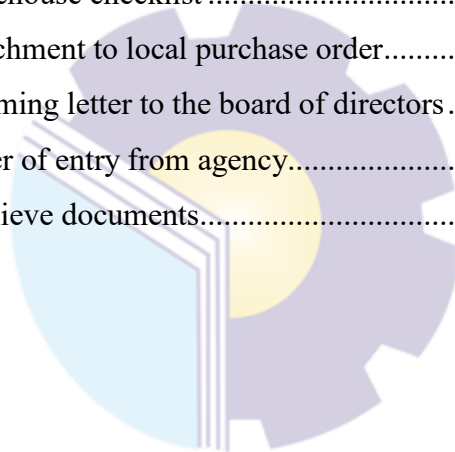 ehouse checklist................................
chment to local purchase order.........
ming letter to the board of directors.
er of entry from agency.....................
ieve documents.................................